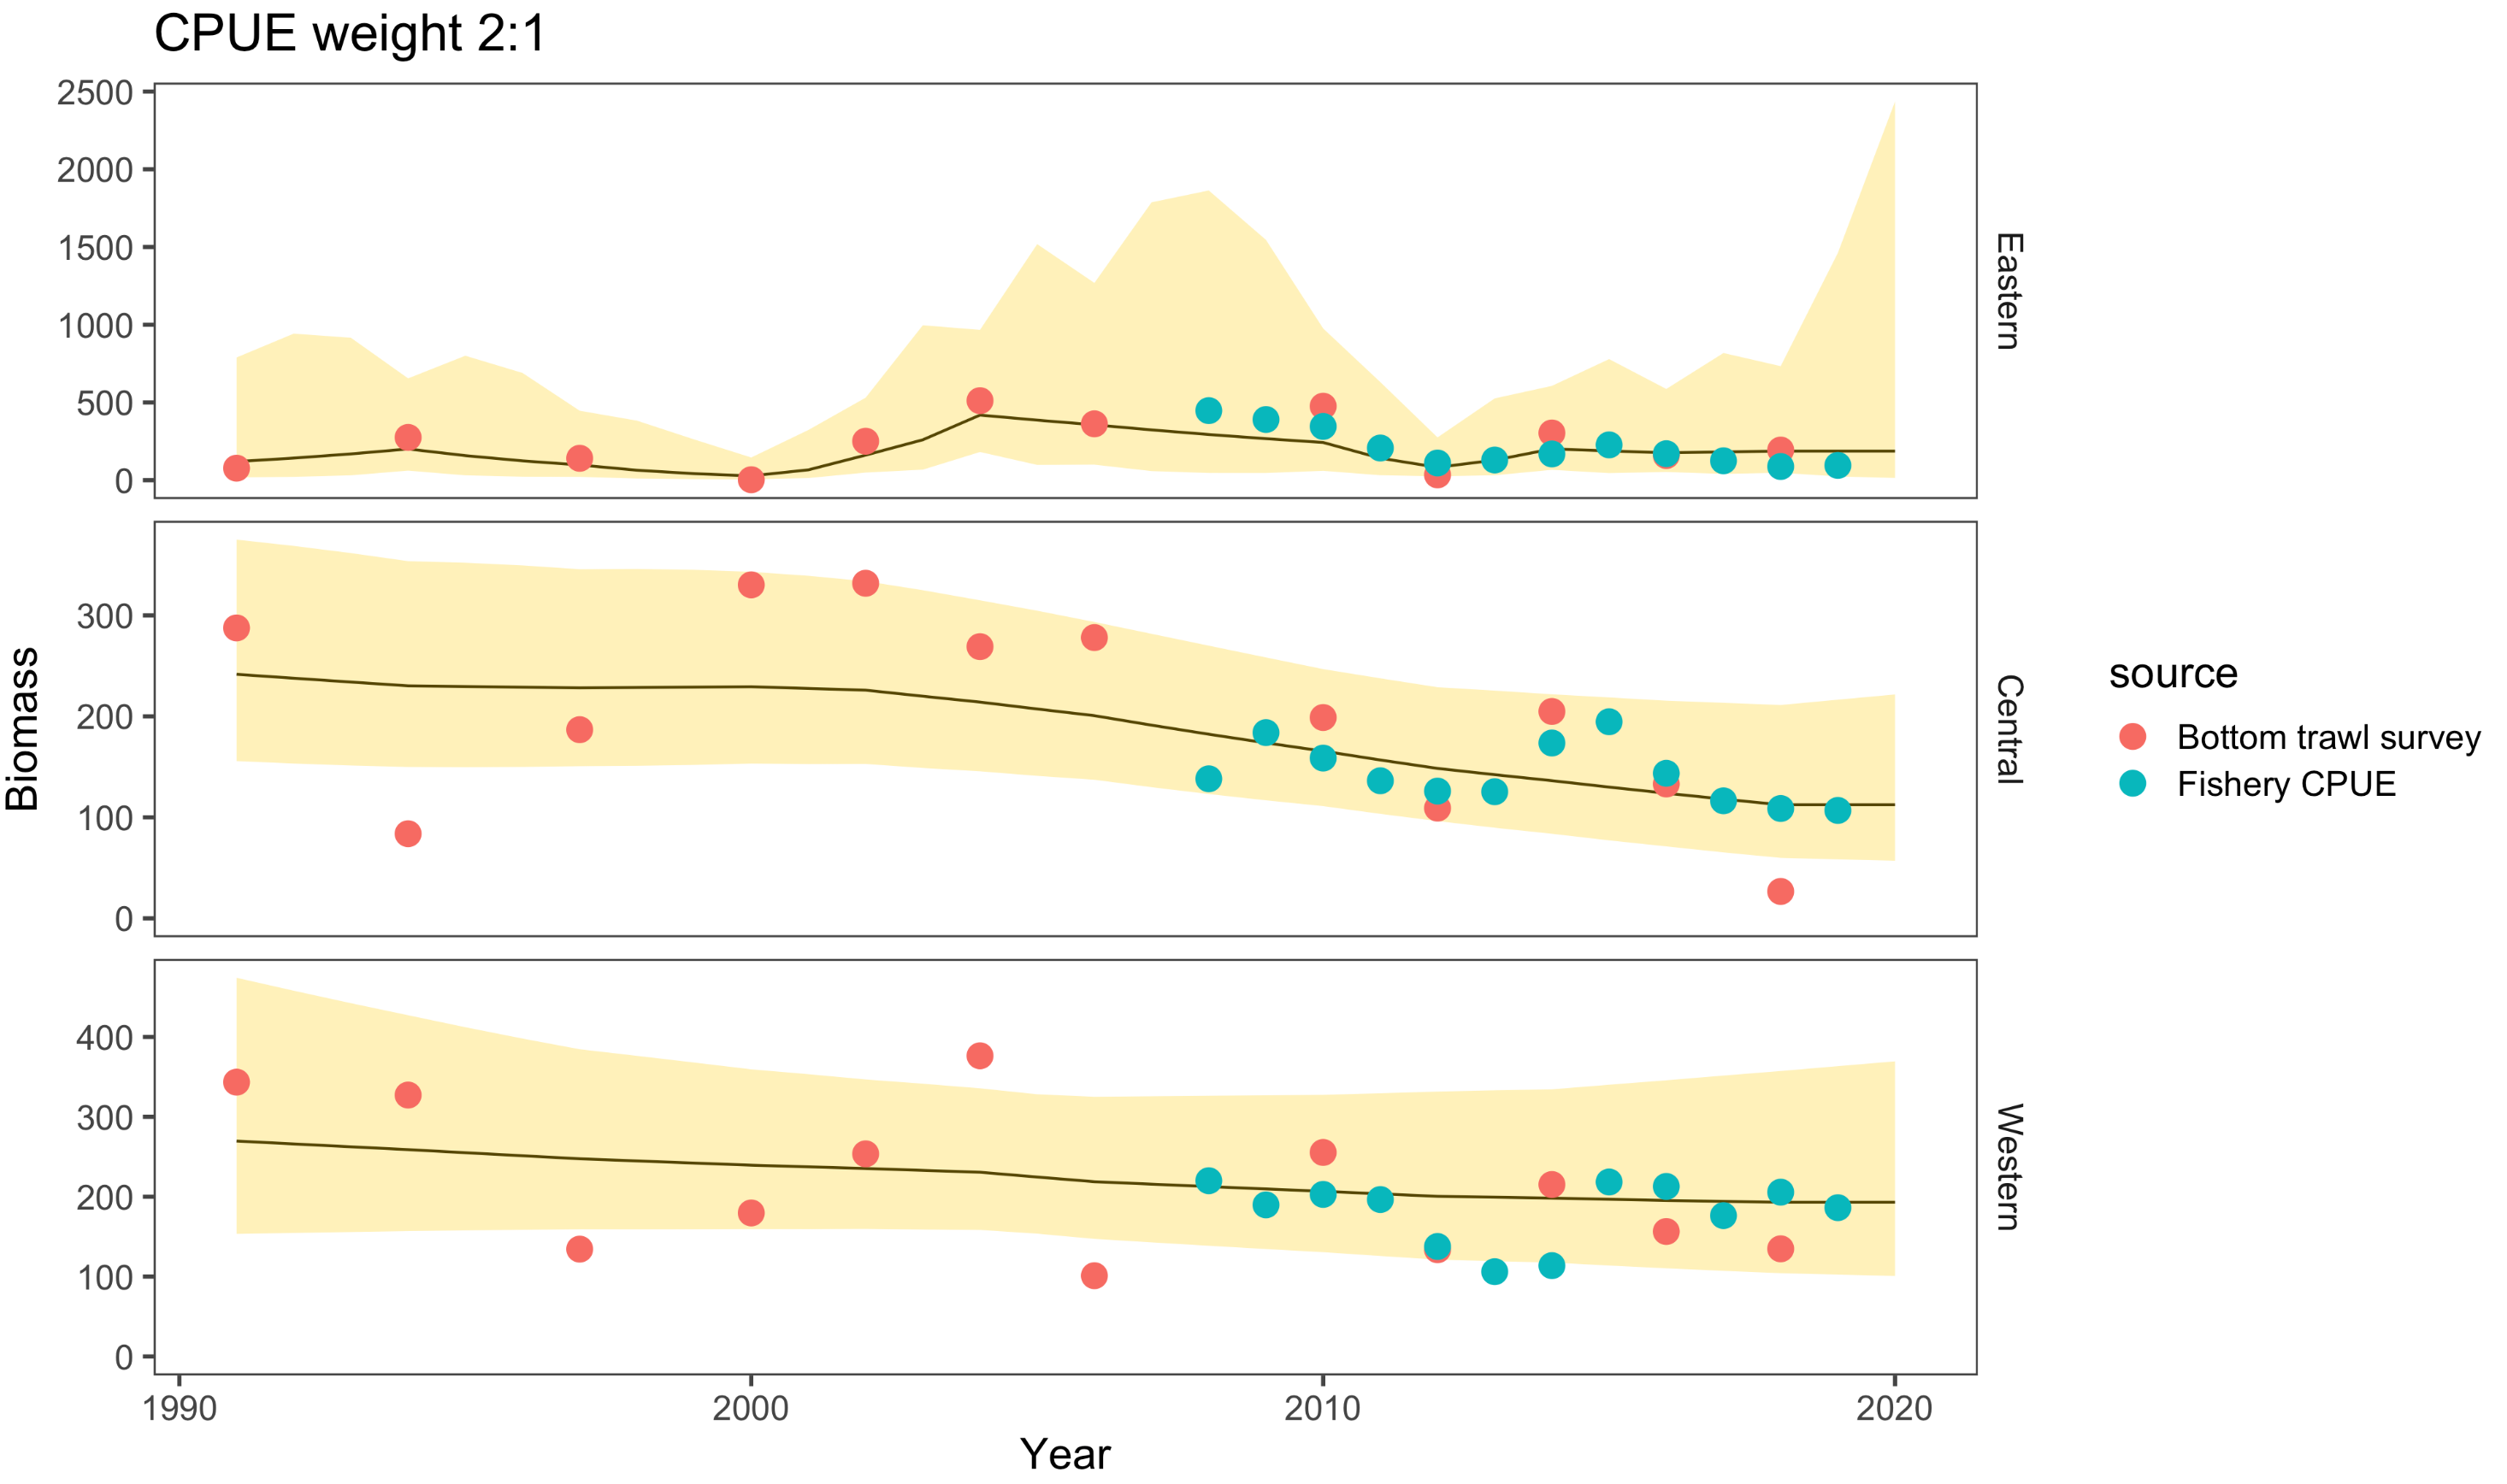 CPUE weight 2:1
2500
2000
1500
1000
500
0
Eastern
300
200
100
0
Central
400
300
200
100
0
Western
Biomass
1990 2000 2010 2020
Year
source
Bottom trawl survey
Fishery CPUE